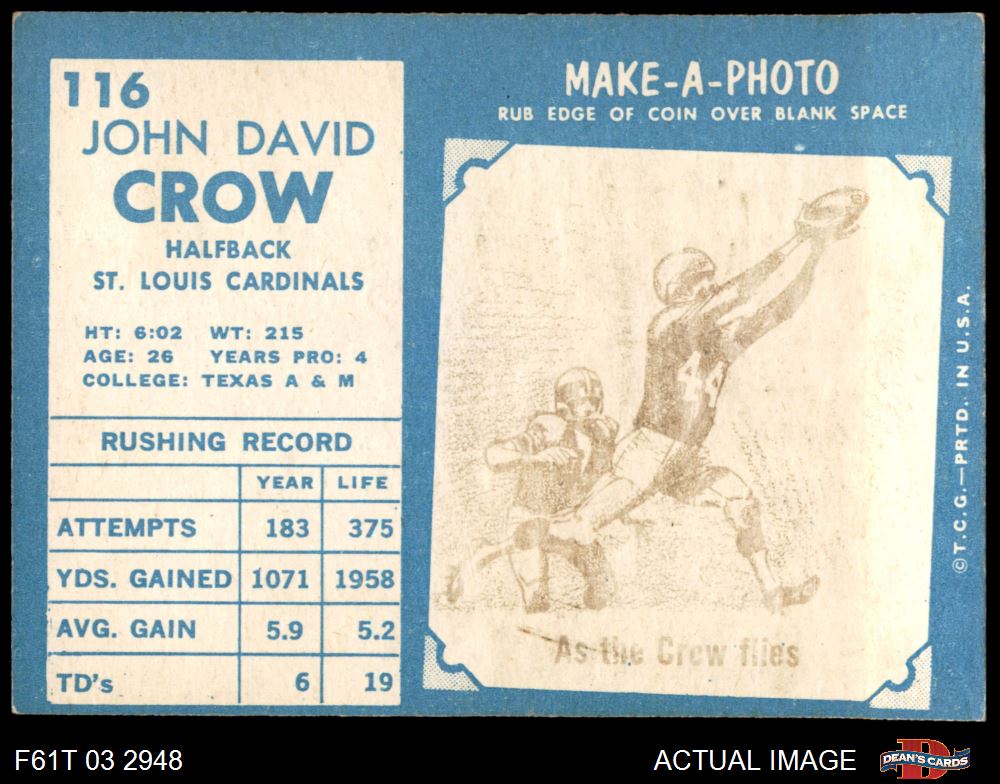 116
JOHN DAVID
CROW
HALFBACK
ST. LOUIS CARDINALS
HT: 6:02 WT: 215
AGE: 26 YEARS PRO: 4
COLLEGE: TEXAS A & M
RUSHING RECORD
YEAR LIFE
ATTEMPTS 183 375
YDS. GAINED 1071 1958
AVG. GAIN 5.9 5.2
TD's 6 19
MAKE-A-PHOTO
RUB EDGE OF COIN OVER BLANK SPACE
44
As the Crow flies
©T.C.G.—PRTD. IN U.S.A.
F61T 03 2948
ACTUAL IMAGE
D
DEAN'S CARDS